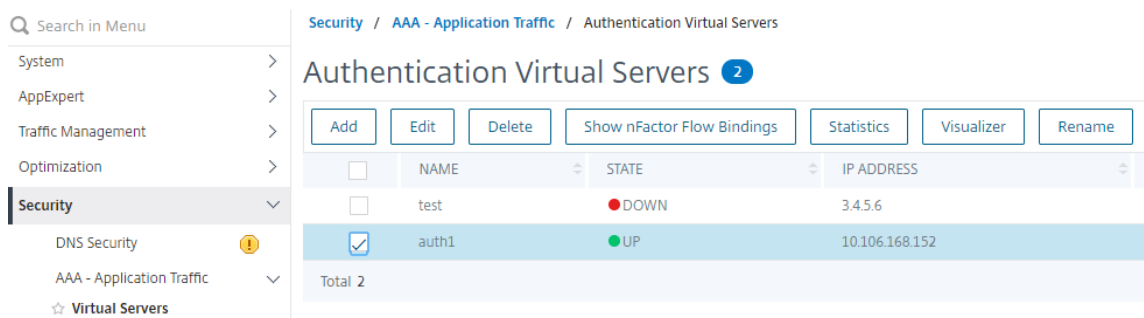 Search in Menu
System
AppExpert
Traffic Management
Optimization
Security
DNS Security
AAA - Application Traffic
Virtual Servers
Security / AAA - Application Traffic / Authentication Virtual Servers
Authentication Virtual Servers 2
Add Edit Delete Show nFactor Flow Bindings Statistics Visualizer Rename
NAME STATE IP ADDRESS
test DOWN 3.4.5.6
auth1 UP 10.106.168.152
Total 2